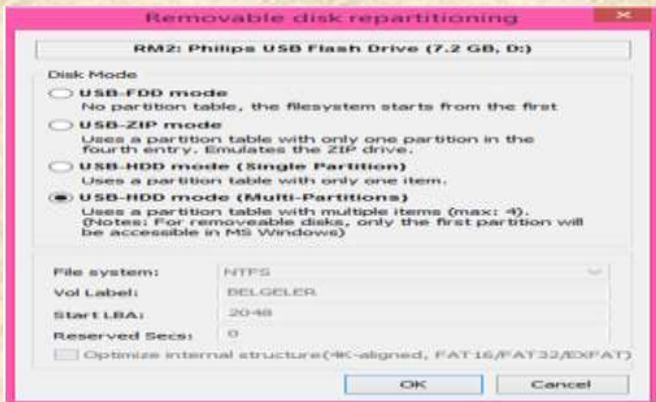 Removable disk repartitioning
RM2: Philips USB Flash Drive (7.2 GB, D:)
Disk Mode
USB-FDD mode
No partition table, the filesystem starts from the first
USB-ZIP mode
Uses a partition table with only one partition in the
fourth entry. Emulates the ZIP drive.
USB-HDD mode (Single Partition)
Uses a partition table with only one item.
USB-HDD mode (Multi-Partitions)
Uses a partition table with multiple items (max: 4).
(Notes: For removeable disks, only the first partition will
be accessible in MS Windows)
File system: NTFS
Vol Label: BELGELER
Start LBA: 2048
Reserved Secs: 0
Optimize internal structure(4K-aligned, FAT16/FAT32/EXFAT)
OK Cancel